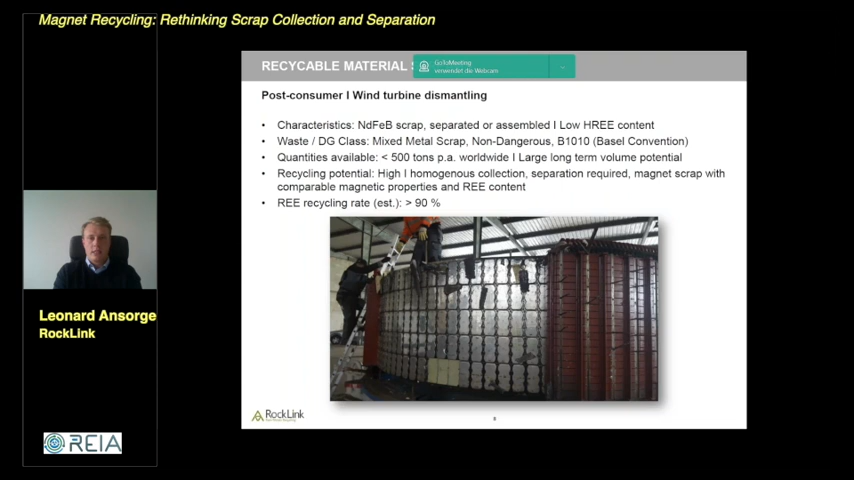 Magnet Recycling: Rethinking Scrap Collection and Separation
RECYCABLE MATERIAL
GoToMeeting
verwendet die Webcam
Post-consumer I Wind turbine dismantling
• Characteristics: NdFeB scrap, separated or assembled I Low HREE content
• Waste / DG Class: Mixed Metal Scrap, Non-Dangerous, B1010 (Basel Convention)
• Quantities available: < 500 tons p.a. worldwide I Large long term volume potential
• Recycling potential: High I homogenous collection, separation required, magnet scrap with
comparable magnetic properties and REE content
• REE recycling rate (est.): > 90 %
Leonard Ansorge
RockLink
REIA
RockLink
8